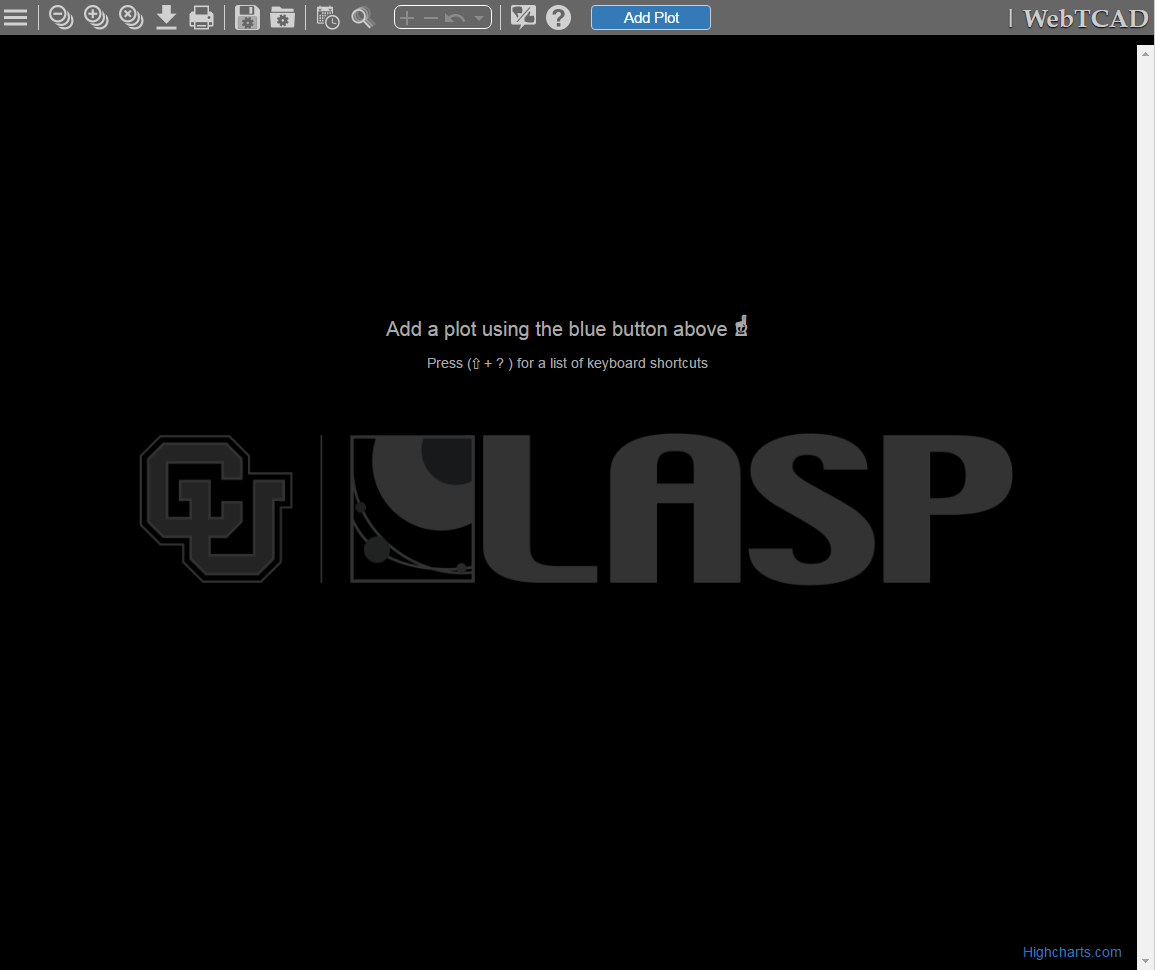 Add Plot
| WebTCAD
Add a plot using the blue button above ☝
Press (⇧ + ? ) for a list of keyboard shortcuts
CU
LASP
Highcharts.com